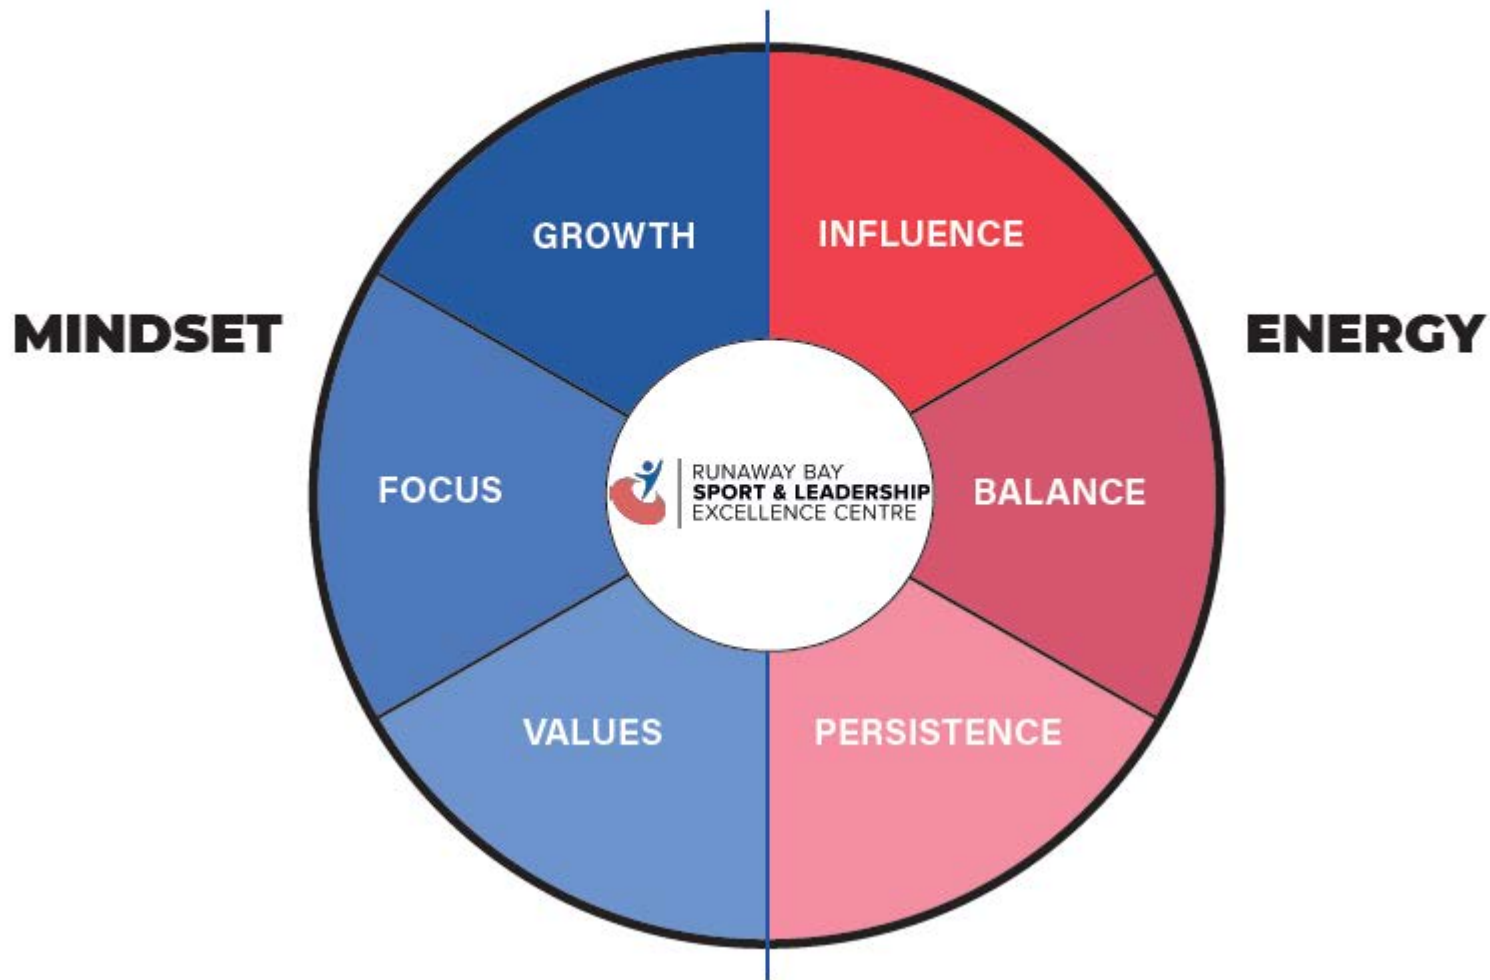 GROWTH
INFLUENCE
MINDSET
ENERGY
FOCUS
RUNAWAY BAY
SPORT & LEADERSHIP
EXCELLENCE CENTRE
BALANCE
VALUES
PERSISTENCE